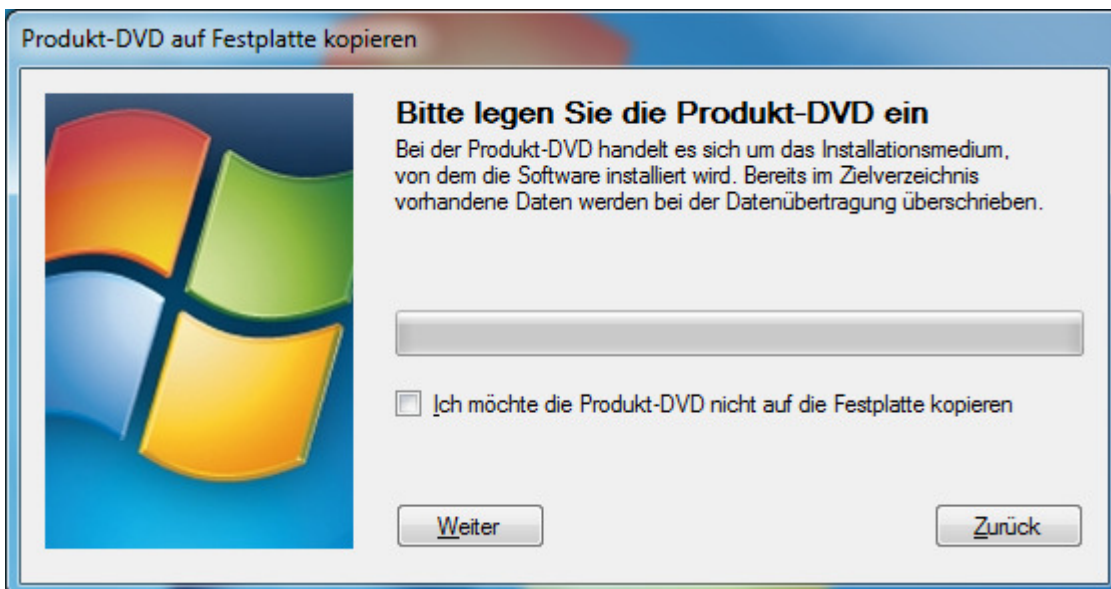 Produkt-DVD auf Festplatte kopieren
Bitte legen Sie die Produkt-DVD ein
Bei der Produkt-DVD handelt es sich um das Installationsmedium,
von dem die Software installiert wird. Bereits im Zielverzeichnis
vorhandene Daten werden bei der Datenübertragung überschrieben.
Ich möchte die Produkt-DVD nicht auf die Festplatte kopieren
Weiter
Zurück